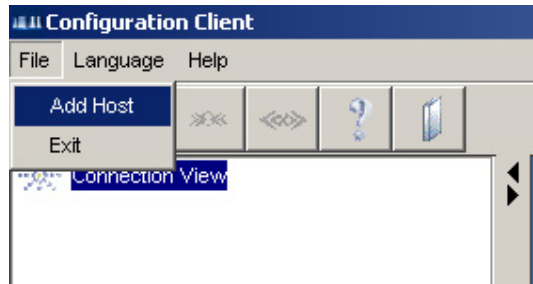 Configuration Client
File Language Help
Add Host
Exit
Connection View